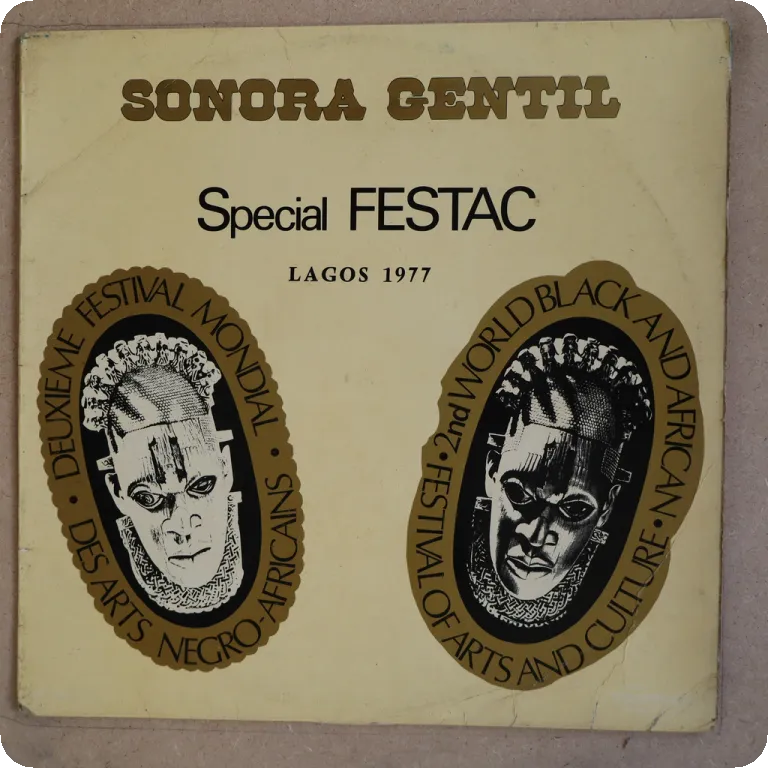 SONORA GENTIL
Special FESTAC
LAGOS 1977
• DEUXIEME FESTIVAL MONDIAL •
DES ARTS NEGRO-AFRICAINS
• 2nd WORLD BLACK AND AFRICAN •
FESTIVAL OF ARTS AND CULTURE